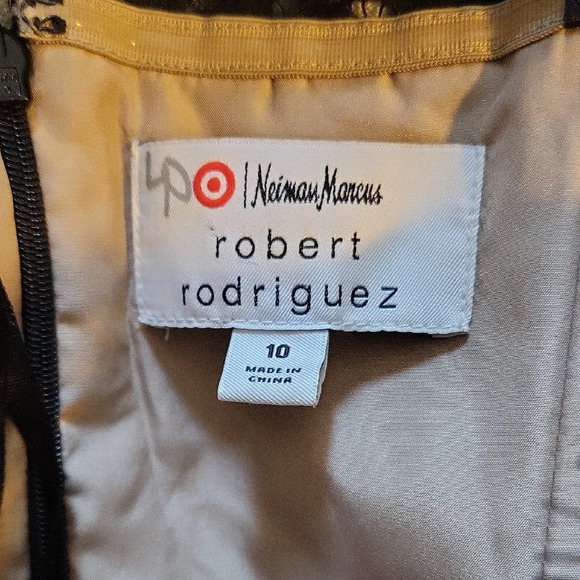 Neiman Marcus
robert
rodriguez
10
MADE IN
CHINA